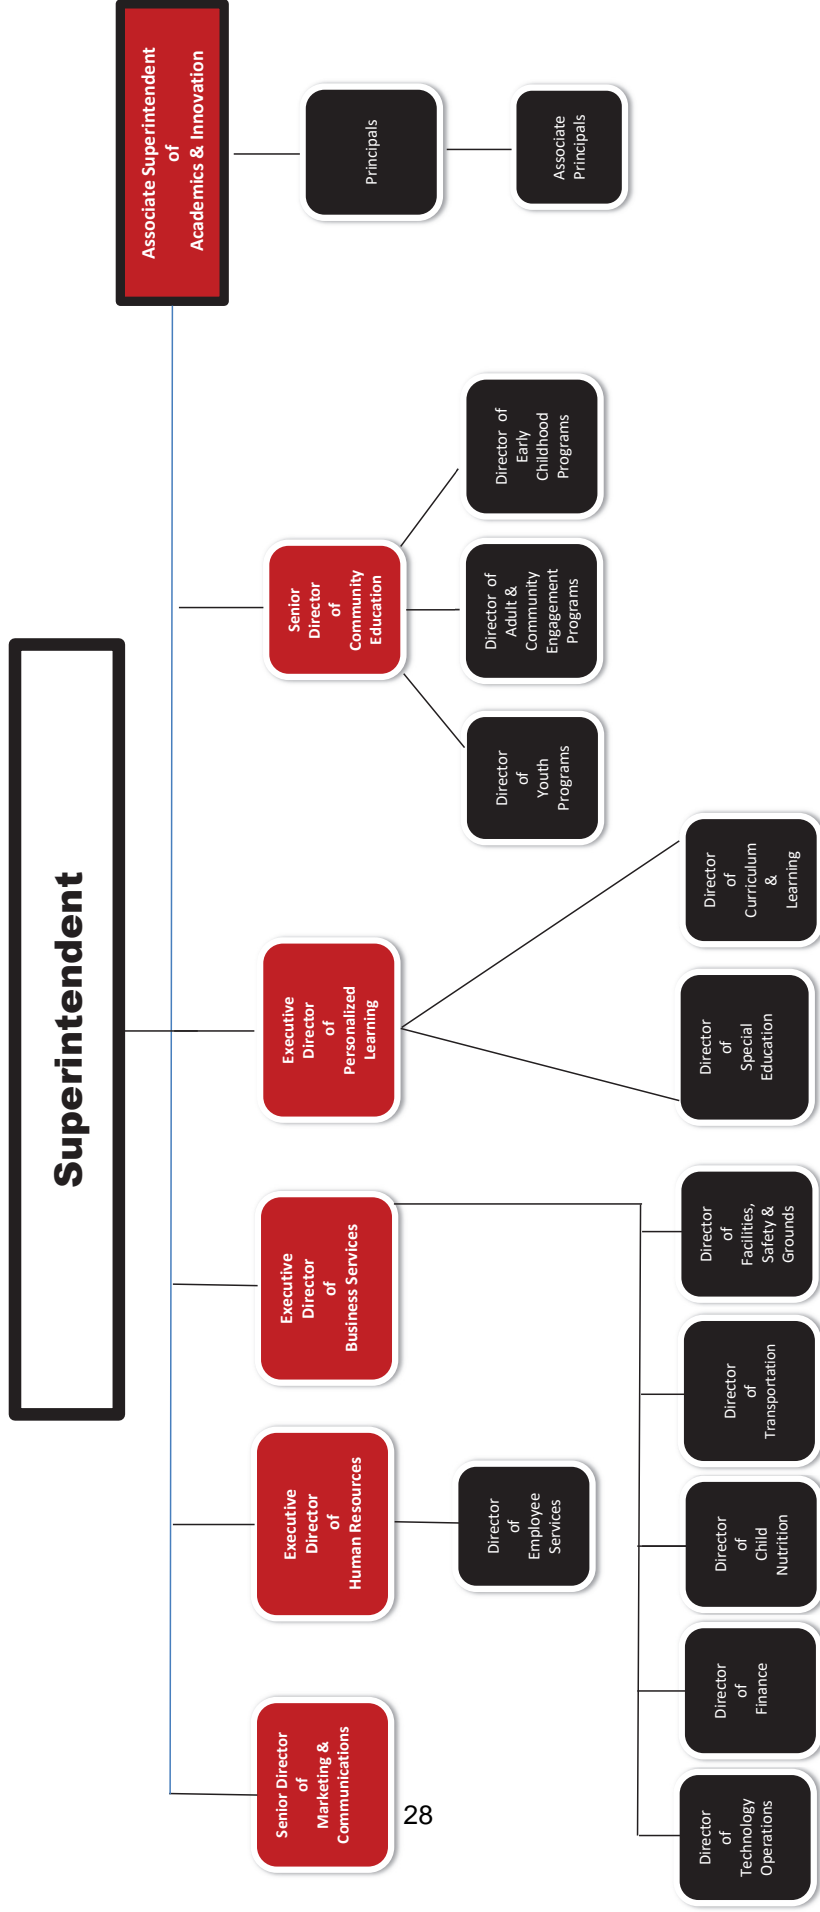 Superintendent
Associate Superintendent
of
Academics & Innovation
Senior Director
of
Marketing &
Communications
Executive
Director
of
Human Resources
Executive
Director
of
Business Services
Executive
Director
of
Personalized
Learning
Senior
Director
of
Community
Education
Principals
Associate
Principals
Director
of
Employee
Services
Director
of
Youth
Programs
Director of
Adult &
Community
Engagement
Programs
Director of
Early
Childhood
Programs
Director
of
Technology
Operations
Director
of
Finance
Director
of
Child
Nutrition
Director
of
Transportation
Director
of
Facilities,
Safety &
Grounds
Director
of
Special
Education
Director
of
Curriculum
&
Learning
28